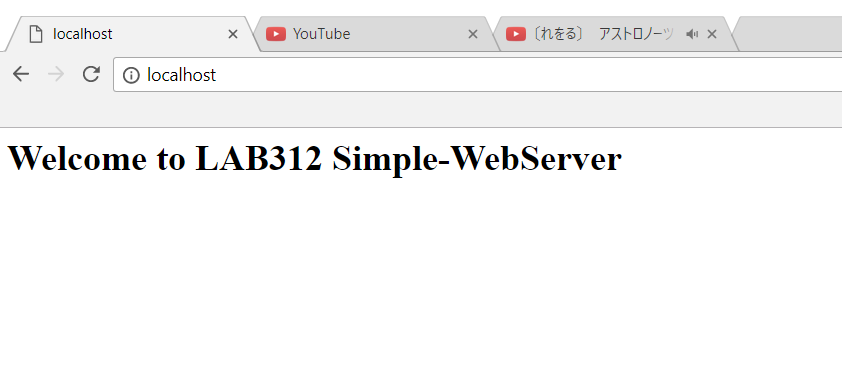 localhost
YouTube
〔れをる〕 アストロノーツ
localhost
Welcome to LAB312 Simple-WebServer